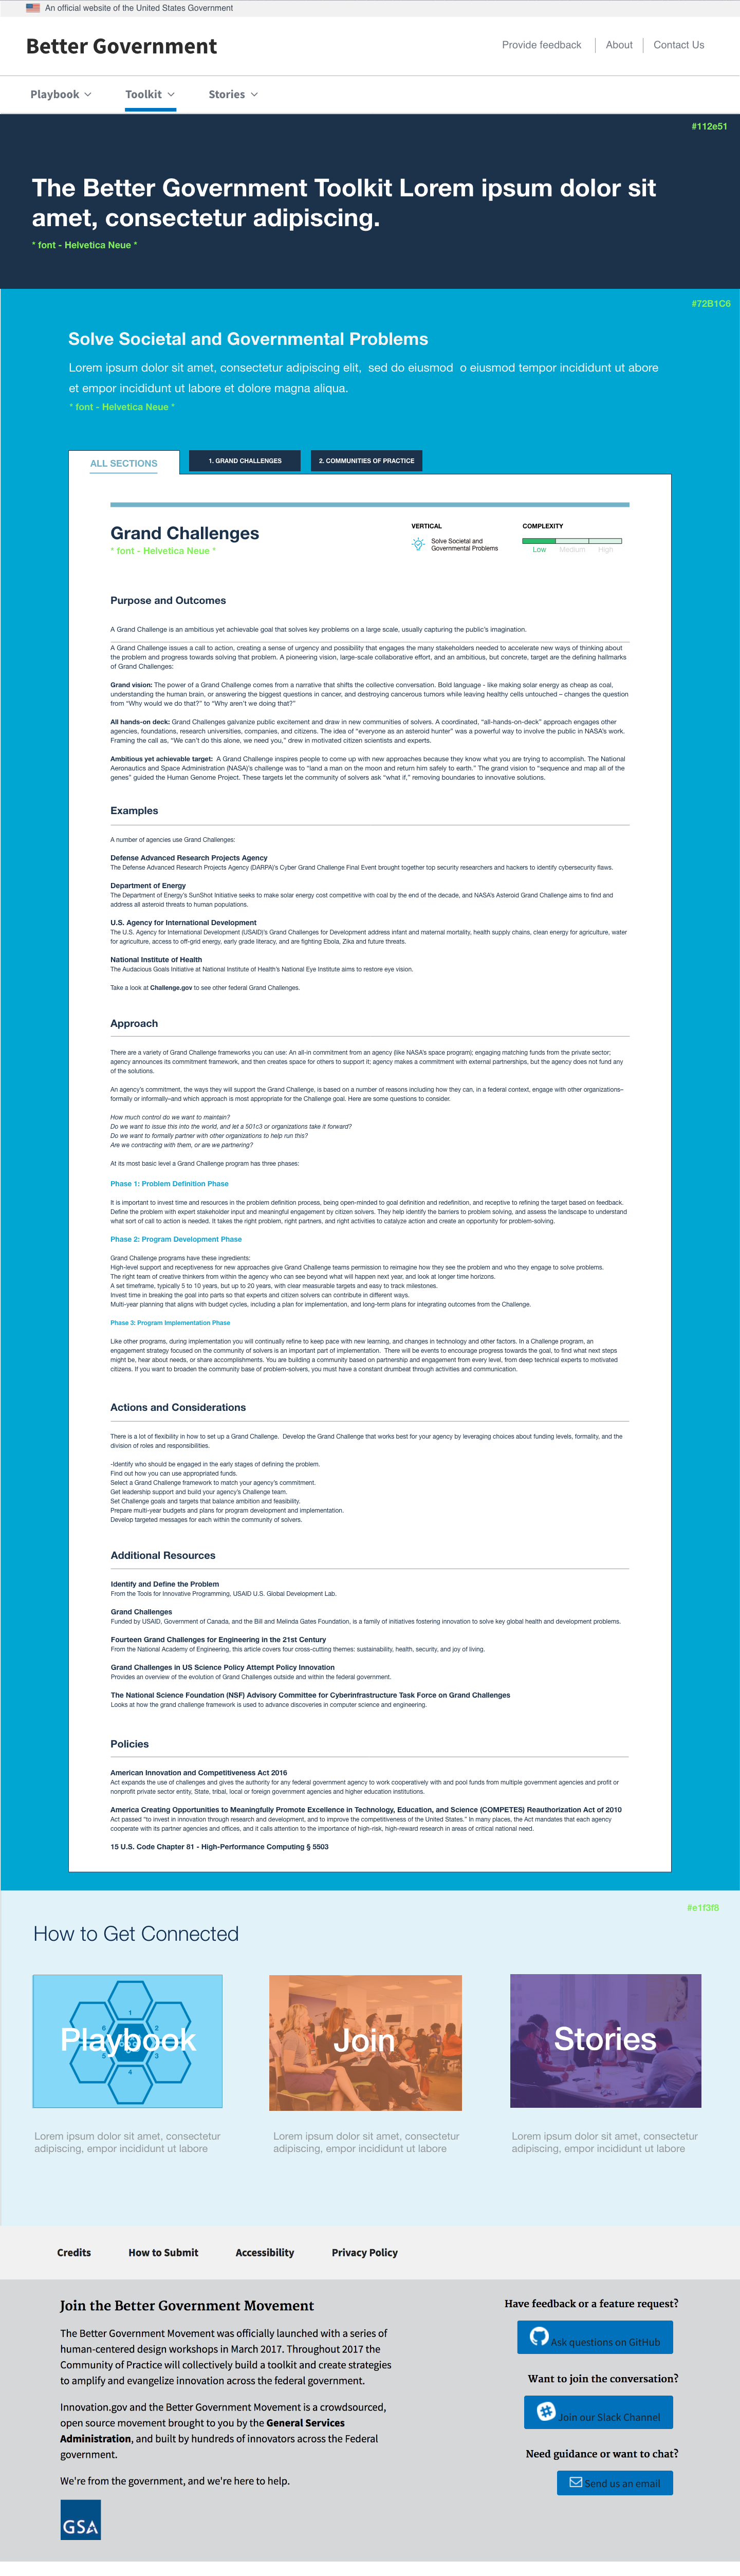 An official website of the United States Government
Better Government
Provide feedback
About
Contact Us
Playbook
Toolkit
Stories
#112e51
The Better Government Toolkit Lorem ipsum dolor sit
amet, consectetur adipiscing.
* font - Helvetica Neue *
#72B1C6
Solve Societal and Governmental Problems
Lorem ipsum dolor sit amet, consectetur adipiscing elit,  sed do eiusmod  o eiusmod tempor incididunt ut abore
et empor incididunt ut labore et dolore magna aliqua.
* font - Helvetica Neue *
ALL SECTIONS
1. GRAND CHALLENGES
2. COMMUNITIES OF PRACTICE
Grand Challenges
* font - Helvetica Neue *
VERTICAL
Solve Societal and
Governmental Problems
COMPLEXITY
Low Medium High
Purpose and Outcomes
A Grand Challenge is an ambitious yet achievable goal that solves key problems on a large scale, usually capturing the public's imagination.
A Grand Challenge issues a call to action, creating a sense of urgency and possibility that engages the many stakeholders needed to accelerate new ways of thinking about
the problem and progress towards solving that problem. A pioneering vision, large-scale collaborative effort, and an ambitious, but concrete, target are the defining hallmarks
of Grand Challenges:
Grand vision: The power of a Grand Challenge comes from a narrative that shifts the collective conversation. Bold language - like making solar energy as cheap as coal,
understanding the human brain, or answering the biggest questions in cancer, and destroying cancerous tumors while leaving healthy cells untouched – changes the question
from “Why would we do that?” to “Why aren't we doing that?”
All hands-on deck: Grand Challenges galvanize public excitement and draw in new communities of solvers. A coordinated, “all-hands-on-deck” approach engages other
agencies, foundations, research universities, companies, and citizens. The idea of “everyone as an asteroid hunter” was a powerful way to involve the public in NASA's work.
Framing the call as, “We can't do this alone, we need you,” drew in motivated citizen scientists and experts.
Ambitious yet achievable target:  A Grand Challenge inspires people to come up with new approaches because they know what you are trying to accomplish. The National
Aeronautics and Space Administration (NASA)'s challenge was to “land a man on the moon and return him safely to earth.” The grand vision to “sequence and map all of the
genes” guided the Human Genome Project. These targets let the community of solvers ask “what if,” removing boundaries to innovative solutions.
Examples
A number of agencies use Grand Challenges:
Defense Advanced Research Projects Agency
The Defense Advanced Research Projects Agency (DARPA)'s Cyber Grand Challenge Final Event brought together top security researchers and hackers to identify cybersecurity flaws.
Department of Energy
The Department of Energy's SunShot Initiative seeks to make solar energy cost competitive with coal by the end of the decade, and NASA's Asteroid Grand Challenge aims to find and
address all asteroid threats to human populations.
U.S. Agency for International Development
The U.S. Agency for International Development (USAID)'s Grand Challenges for Development address infant and maternal mortality, health supply chains, clean energy for agriculture, water
for agriculture, access to off-grid energy, early grade literacy, and are fighting Ebola, Zika and future threats.
National Institute of Health
The Audacious Goals Initiative at National Institute of Health's National Eye Institute aims to restore eye vision.
Take a look at Challenge.gov to see other federal Grand Challenges.
Approach
There are a variety of Grand Challenge frameworks you can use: An all-in commitment from an agency (like NASA's space program); engaging matching funds from the private sector;
agency announces its commitment framework, and then creates space for others to support it; agency makes a commitment with external partnerships, but the agency does not fund any
of the solutions.
An agency's commitment, the ways they will support the Grand Challenge, is based on a number of reasons including how they can, in a federal context, engage with other organizations–
formally or informally–and which approach is most appropriate for the Challenge goal. Here are some questions to consider.
How much control do we want to maintain?
Do we want to issue this into the world, and let a 501c3 or organizations take it forward?
Do we want to formally partner with other organizations to help run this?
Are we contracting with them, or are we partnering?
At its most basic level a Grand Challenge program has three phases:
Phase 1: Problem Definition Phase
It is important to invest time and resources in the problem definition process, being open-minded to goal definition and redefinition, and receptive to refining the target based on feedback.
Define the problem with expert stakeholder input and meaningful engagement by citizen solvers. They help identify the barriers to problem solving, and assess the landscape to understand
what sort of call to action is needed. It takes the right problem, right partners, and right activities to catalyze action and create an opportunity for problem-solving.
Phase 2: Program Development Phase
Grand Challenge programs have these ingredients:
High-level support and receptiveness for new approaches give Grand Challenge teams permission to reimagine how they see the problem and who they engage to solve problems.
The right team of creative thinkers from within the agency who can see beyond what will happen next year, and look at longer time horizons.
A set timeframe, typically 5 to 10 years, but up to 20 years, with clear measurable targets and easy to track milestones.
Invest time in breaking the goal into parts so that experts and citizen solvers can contribute in different ways.
Multi-year planning that aligns with budget cycles, including a plan for implementation, and long-term plans for integrating outcomes from the Challenge.
Phase 3: Program Implementation Phase
Like other programs, during implementation you will continually refine to keep pace with new learning, and changes in technology and other factors. In a Challenge program, an
engagement strategy focused on the community of solvers is an important part of implementation.  There will be events to encourage progress towards the goal, to find what next steps
might be, hear about needs, or share accomplishments. You are building a community based on partnership and engagement from every level, from deep technical experts to motivated
citizens. If you want to broaden the community base of problem-solvers, you must have a constant drumbeat through activities and communication.
Actions and Considerations
There is a lot of flexibility in how to set up a Grand Challenge.  Develop the Grand Challenge that works best for your agency by leveraging choices about funding levels, formality, and the
division of roles and responsibilities.
-Identify who should be engaged in the early stages of defining the problem.
Find out how you can use appropriated funds.
Select a Grand Challenge framework to match your agency's commitment.
Get leadership support and build your agency's Challenge team.
Set Challenge goals and targets that balance ambition and feasibility.
Prepare multi-year budgets and plans for program development and implementation.
Develop targeted messages for each within the community of solvers.
Additional Resources
Identify and Define the Problem
From the Tools for Innovative Programming, USAID U.S. Global Development Lab.
Grand Challenges
Funded by USAID, Government of Canada, and the Bill and Melinda Gates Foundation, is a family of initiatives fostering innovation to solve key global health and development problems.
Fourteen Grand Challenges for Engineering in the 21st Century
From the National Academy of Engineering, this article covers four cross-cutting themes: sustainability, health, security, and joy of living.
Grand Challenges in US Science Policy Attempt Policy Innovation
Provides an overview of the evolution of Grand Challenges outside and within the federal government.
The National Science Foundation (NSF) Advisory Committee for Cyberinfrastructure Task Force on Grand Challenges
Looks at how the grand challenge framework is used to advance discoveries in computer science and engineering.
Policies
American Innovation and Competitiveness Act 2016
Act expands the use of challenges and gives the authority for any federal government agency to work cooperatively with and pool funds from multiple government agencies and profit or
nonprofit private sector entity, State, tribal, local or foreign government agencies and higher education institutions.
America Creating Opportunities to Meaningfully Promote Excellence in Technology, Education, and Science (COMPETES) Reauthorization Act of 2010
Act passed “to invest in innovation through research and development, and to improve the competitiveness of the United States.” In many places, the Act mandates that each agency
cooperate with its partner agencies and offices, and it calls attention to the importance of high-risk, high-reward research in areas of critical national need.
15 U.S. Code Chapter 81 - High-Performance Computing § 5503
#e1f3f8
How to Get Connected
1
6 2
Playbook
5 3
4
Join
Stories
Lorem ipsum dolor sit amet, consectetur
adipiscing, empor incididunt ut labore
Lorem ipsum dolor sit amet, consectetur
adipiscing, empor incididunt ut labore
Lorem ipsum dolor sit amet, consectetur
adipiscing, empor incididunt ut labore
Credits
How to Submit
Accessibility
Privacy Policy
Join the Better Government Movement
The Better Government Movement was officially launched with a series of
human-centered design workshops in March 2017. Throughout 2017 the
Community of Practice will collectively build a toolkit and create strategies
to amplify and evangelize innovation across the federal government.
Innovation.gov and the Better Government Movement is a crowdsourced,
open source movement brought to you by the General Services
Administration, and built by hundreds of innovators across the Federal
government.
We're from the government, and we're here to help.
GSA
Have feedback or a feature request?
Ask questions on GitHub
Want to join the conversation?
Join our Slack Channel
Need guidance or want to chat?
Send us an email